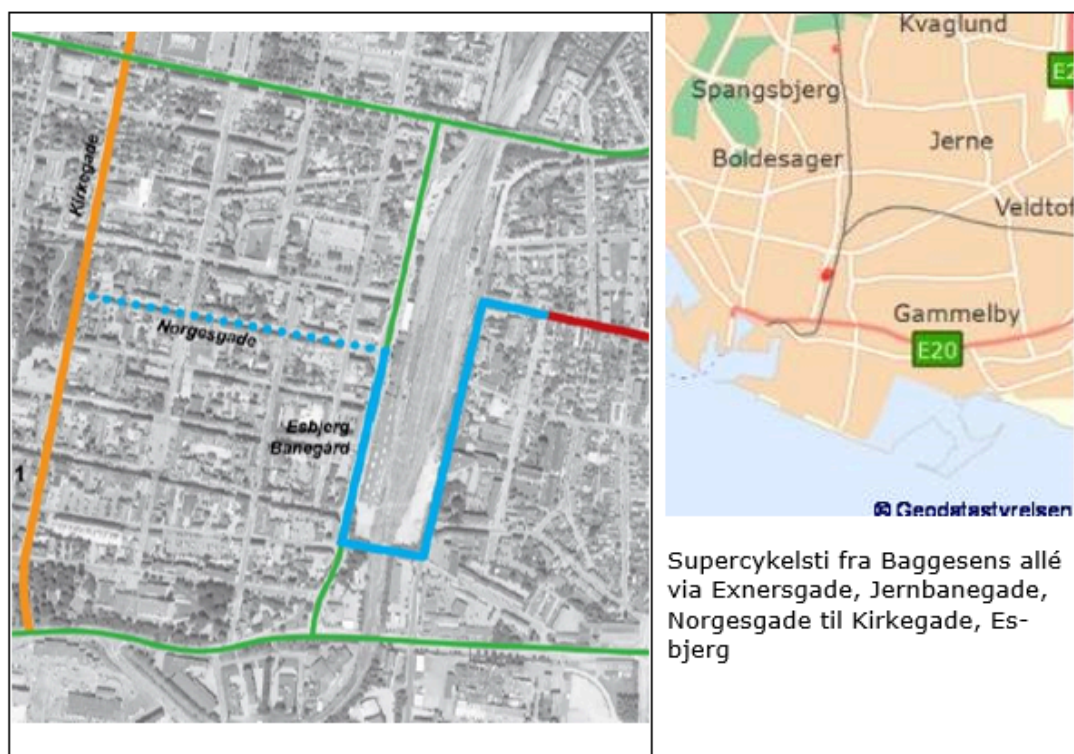 Kirkegade
Norgesgade
Esbjerg
Banegård
1
Kvaglund
E2
Spangsbjerg
Boldesager
Jerne
Veldtof
Gammelby
E20
© Geodatastyrelsen
Supercykelsti fra Baggesens allé
via Exnersgade, Jernbanegade,
Norgesgade til Kirkegade, Es-
bjerg